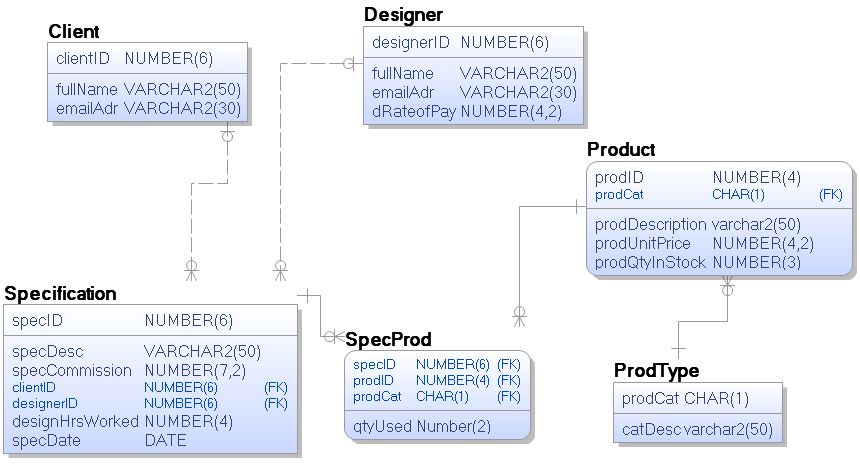 Client
clientID NUMBER(6)
fullName VARCHAR2(50)
emailAdr VARCHAR2(30)
Designer
designerID NUMBER(6)
fullName VARCHAR2(50)
emailAdr VARCHAR2(30)
dRateofPay NUMBER(4,2)
Product
prodID NUMBER(4)
prodCat CHAR(1) (FK)
prodDescription varchar2(50)
prodUnitPrice NUMBER(4,2)
prodQtyInStock NUMBER(3)
Specification
specID NUMBER(6)
specDesc VARCHAR2(50)
specCommission NUMBER(7,2)
clientID NUMBER(6) (FK)
designerID NUMBER(6) (FK)
designHrsWorked NUMBER(4)
specDate DATE
SpecProd
specID NUMBER(6) (FK)
prodID NUMBER(4) (FK)
prodCat CHAR(1) (FK)
qtyUsed Number(2)
ProdType
prodCat CHAR(1)
catDesc varchar2(50)